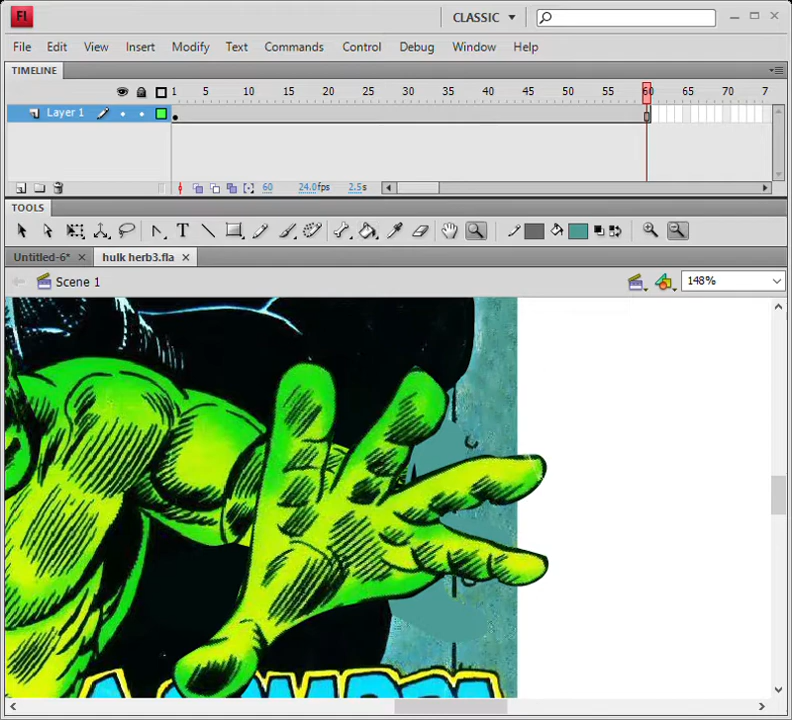 Fl CLASSIC
File Edit View Insert Modify Text Commands Control Debug Window Help
TIMELINE
1 5 10 15 20 25 30 35 40 45 50 55 60 65 70 7
Layer 1
60 24.0fps 2.5s
TOOLS
Untitled-6* hulk herb3.fla
Scene 1 148%